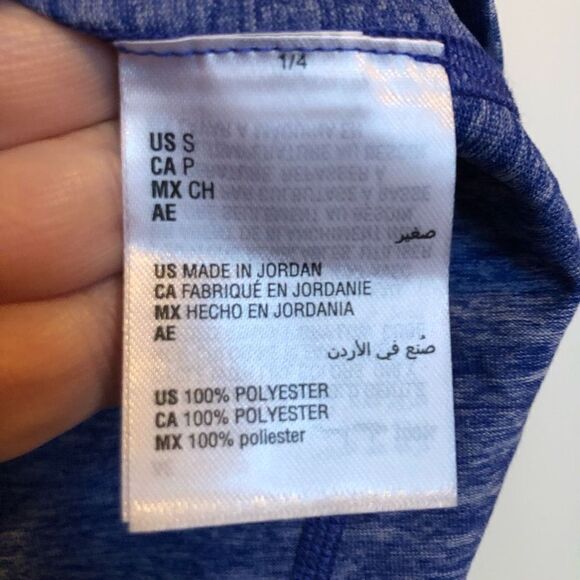 1/4
US S
CA P
MX CH
AE
صغير
US MADE IN JORDAN
CA FABRIQUÉ EN JORDANIE
MX HECHO EN JORDANIA
AE
صُنع في الأردن
US 100% POLYESTER
CA 100% POLYESTER
MX 100% poliester